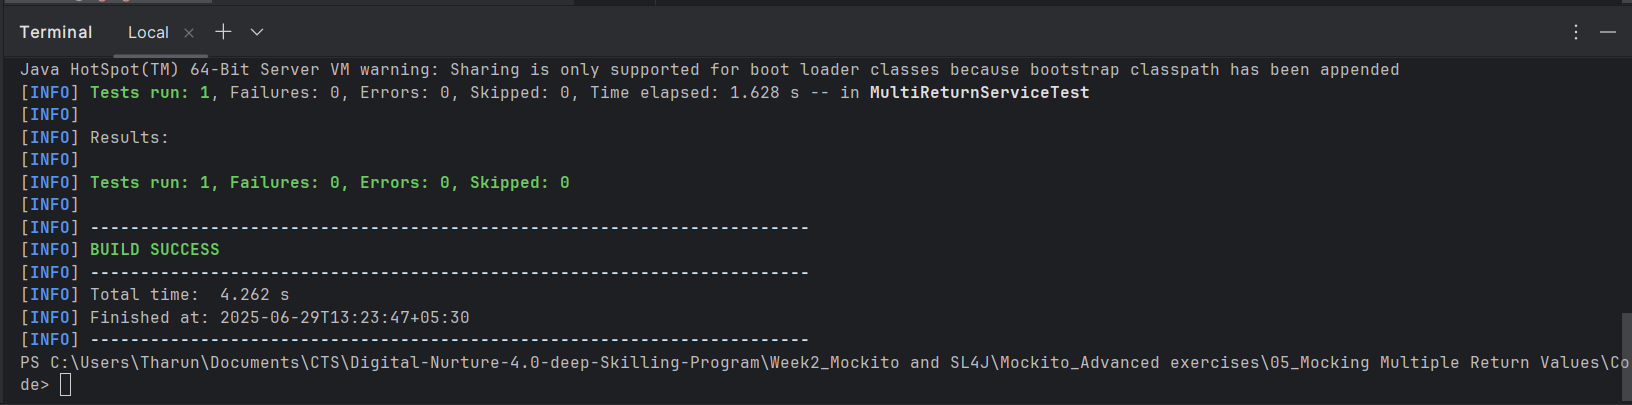 Terminal Local × + ⌄ ⋮ —
Java HotSpot(TM) 64-Bit Server VM warning: Sharing is only supported for boot loader classes because bootstrap classpath has been appended
[INFO] Tests run: 1, Failures: 0, Errors: 0, Skipped: 0, Time elapsed: 1.628 s -- in MultiReturnServiceTest
[INFO]
[INFO] Results:
[INFO]
[INFO] Tests run: 1, Failures: 0, Errors: 0, Skipped: 0
[INFO]
[INFO] ------------------------------------------------------------------------
[INFO] BUILD SUCCESS
[INFO] ------------------------------------------------------------------------
[INFO] Total time:  4.262 s
[INFO] Finished at: 2025-06-29T13:23:47+05:30
[INFO] ------------------------------------------------------------------------
PS C:\Users\Tharun\Documents\CTS\Digital-Nurture-4.0-deep-Skilling-Program\Week2_Mockito and SL4J\Mockito_Advanced exercises\05_Mocking Multiple Return Values\Co
de>